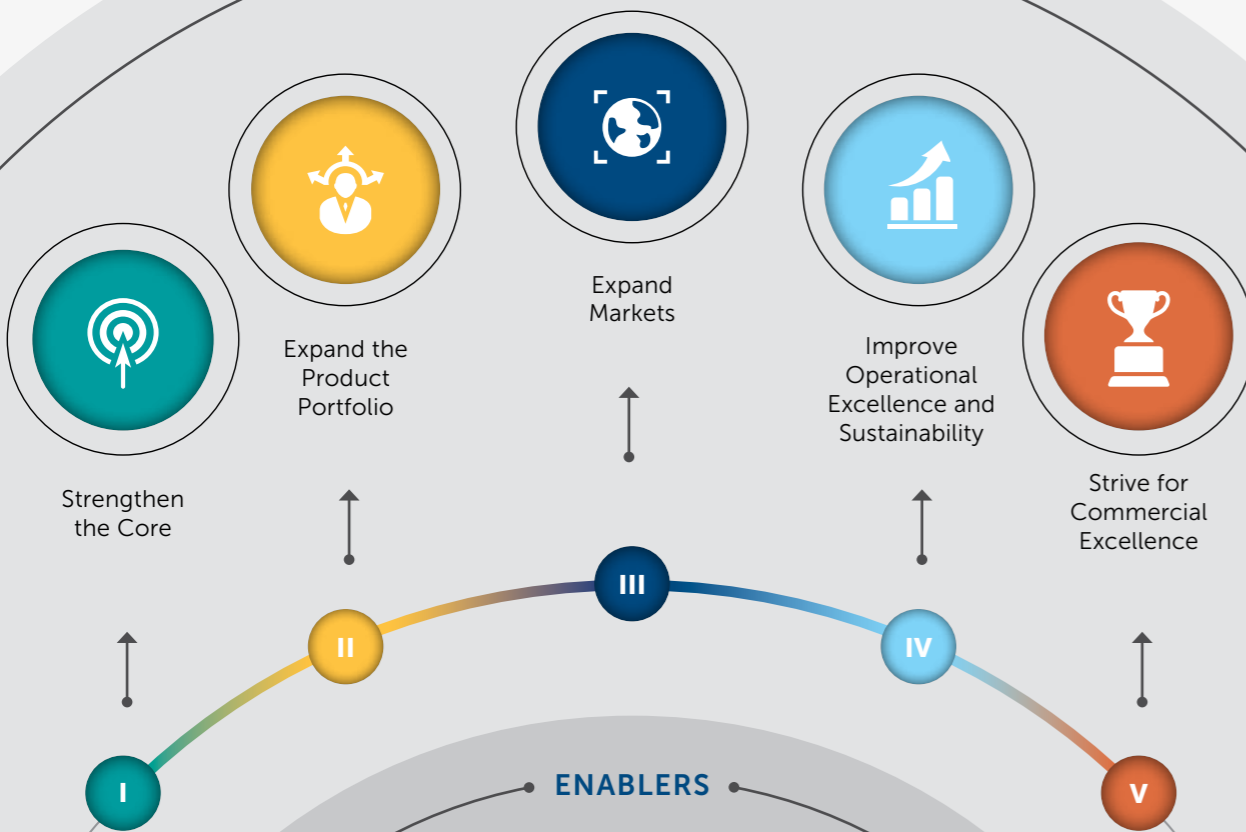 Strengthen
the Core
Expand the
Product
Portfolio
Expand
Markets
Improve
Operational
Excellence and
Sustainability
Strive for
Commercial
Excellence
I
II
III
IV
V
ENABLERS